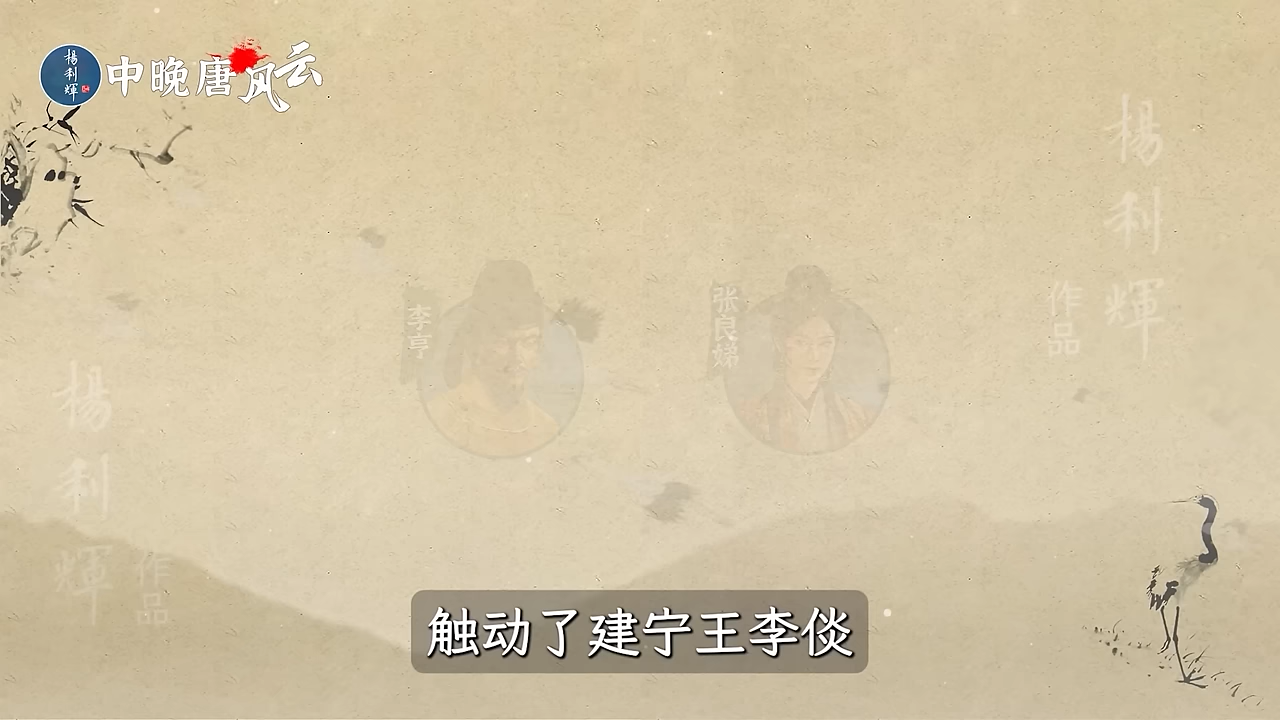 楊利輝
中晚唐风云
楊利輝
作品
李亨
张良娣
楊利輝
作品
触动了建宁王李倓